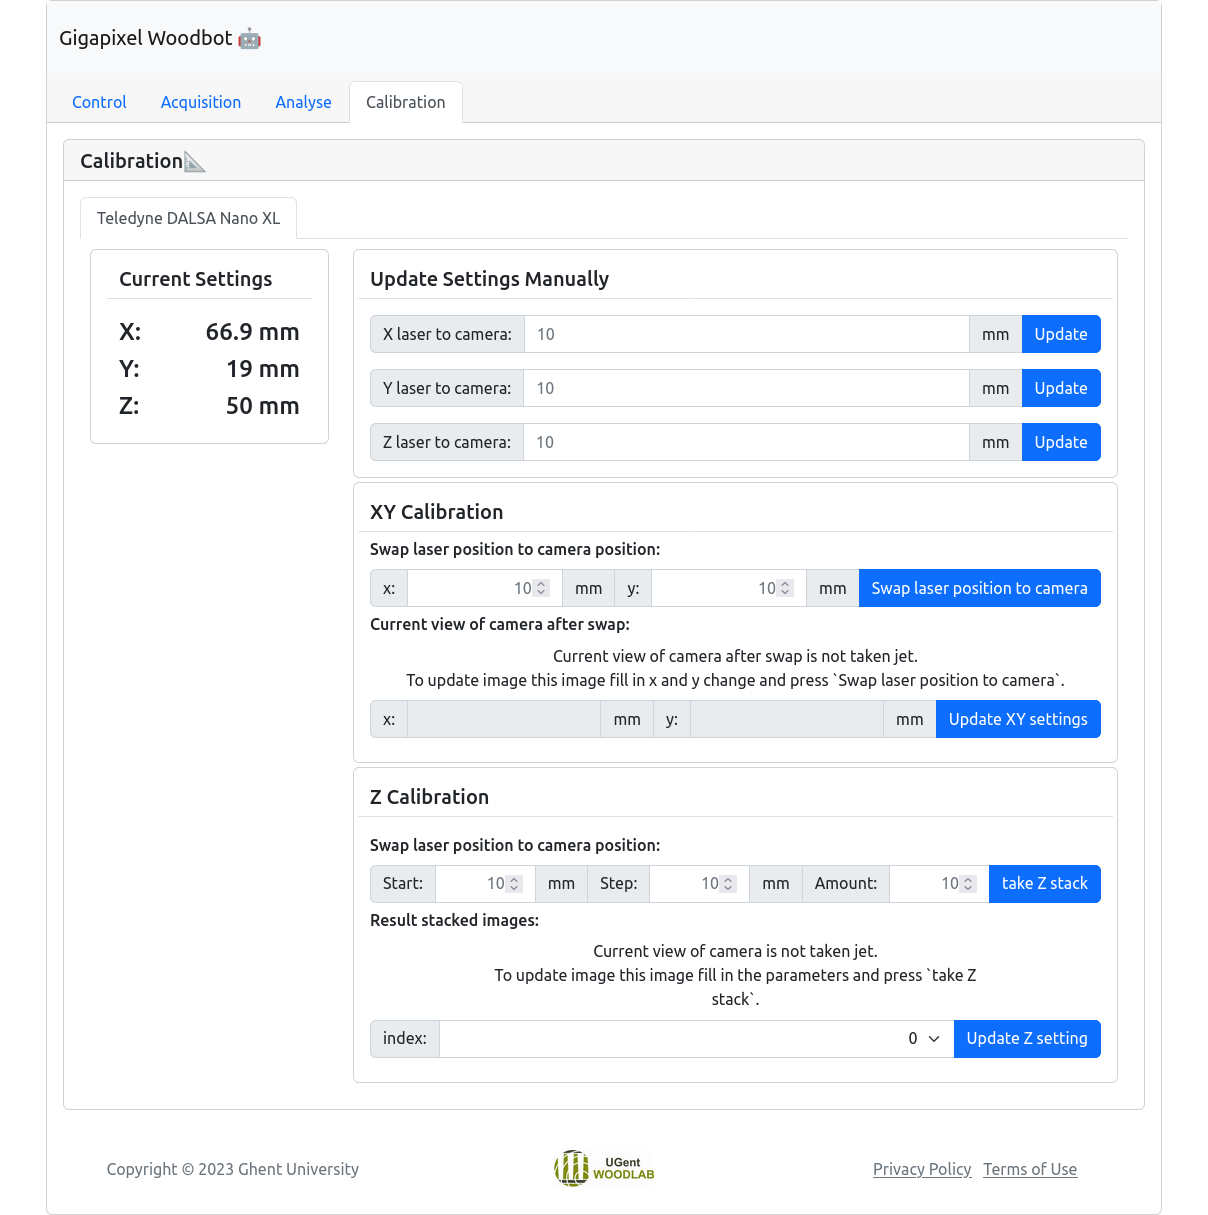 Gigapixel Woodbot 🤖
Control Acquisition Analyse Calibration
Calibration📐
Teledyne DALSA Nano XL
Current Settings
X: 66.9 mm
Y: 19 mm
Z: 50 mm
Update Settings Manually
X laser to camera: 10 mm Update
Y laser to camera: 10 mm Update
Z laser to camera: 10 mm Update
XY Calibration
Swap laser position to camera position:
x: 10 mm y: 10 mm Swap laser position to camera
Current view of camera after swap:
Current view of camera after swap is not taken jet.
To update image this image fill in x and y change and press `Swap laser position to camera`.
x: mm y: mm Update XY settings
Z Calibration
Swap laser position to camera position:
Start: 10 mm Step: 10 mm Amount: 10 take Z stack
Result stacked images:
Current view of camera is not taken jet.
To update image this image fill in the parameters and press `take Z
stack`.
index: 0 Update Z setting
Copyright © 2023 Ghent University
UGent
WOODLAB
Privacy Policy Terms of Use